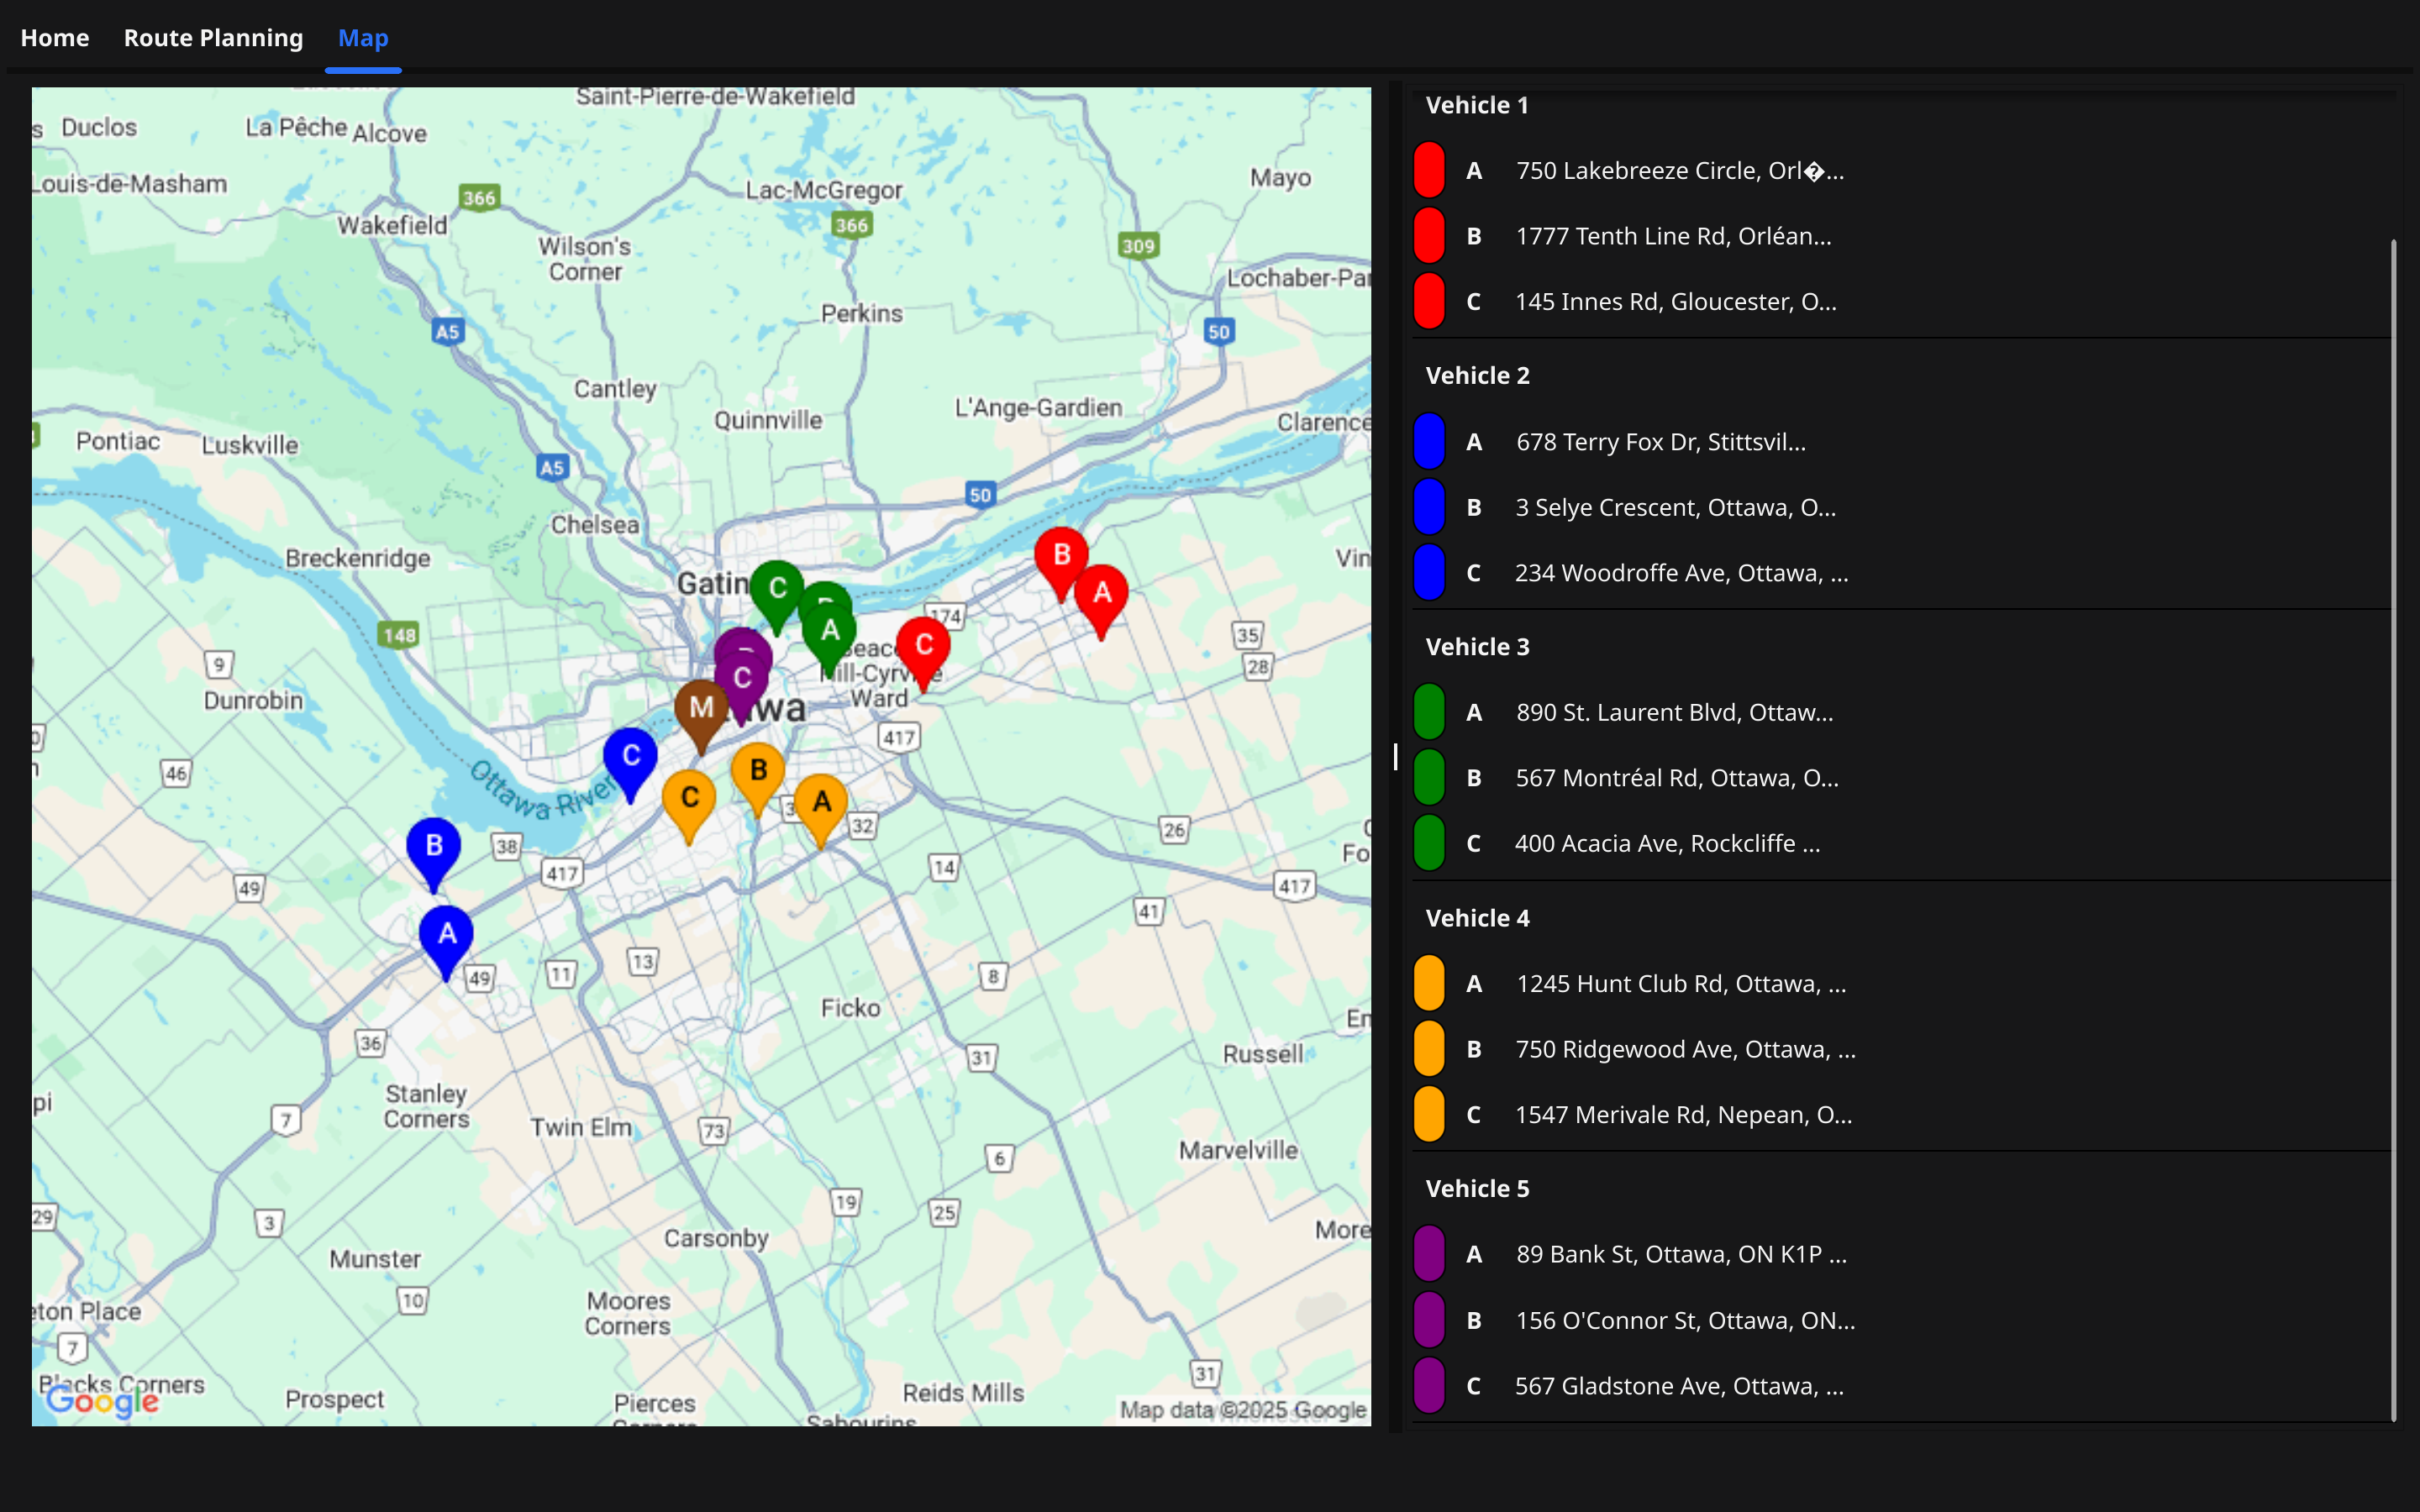 Home Route Planning Map
Saint-Pierre-de-Wakefield
Duclos
La Pêche Alcove
Louis-de-Masham
366
Lac-McGregor
Mayo
Wakefield
366
Wilson's
Corner
309
Lochaber-Par
Perkins
A5
50
Cantley
L'Ange-Gardien
Quinnville
Clarence
Pontiac Luskville
A5
50
Chelsea
Breckenridge
Vin
B
Gatin
C
A
174
A
C
148
35
9
28
Hill-Cyrville
Ward
Dunrobin
C
M
417
46
C
B
Ottawa River
C
A
32
26
B
38
14
417
49
417
41
A
49
11
13
8
Ficko
36
31
Russell
Stanley
Corners
7
Twin Elm
73
6
Marvelville
29
3
19
25
More
Carsonby
Munster
10
Moores
Corners
eton Place
7
31
Blacks Corners
Prospect
Reids Mills
Pierces
Corners
Sabourins
Google
Map data ©2025 Google
Vehicle 1
A 750 Lakebreeze Circle, Orl�...
B 1777 Tenth Line Rd, Orléan...
C 145 Innes Rd, Gloucester, O...
Vehicle 2
A 678 Terry Fox Dr, Stittsvil...
B 3 Selye Crescent, Ottawa, O...
C 234 Woodroffe Ave, Ottawa, ...
Vehicle 3
A 890 St. Laurent Blvd, Ottaw...
B 567 Montréal Rd, Ottawa, O...
C 400 Acacia Ave, Rockcliffe ...
Vehicle 4
A 1245 Hunt Club Rd, Ottawa, ...
B 750 Ridgewood Ave, Ottawa, ...
C 1547 Merivale Rd, Nepean, O...
Vehicle 5
A 89 Bank St, Ottawa, ON K1P ...
B 156 O'Connor St, Ottawa, ON...
C 567 Gladstone Ave, Ottawa, ...